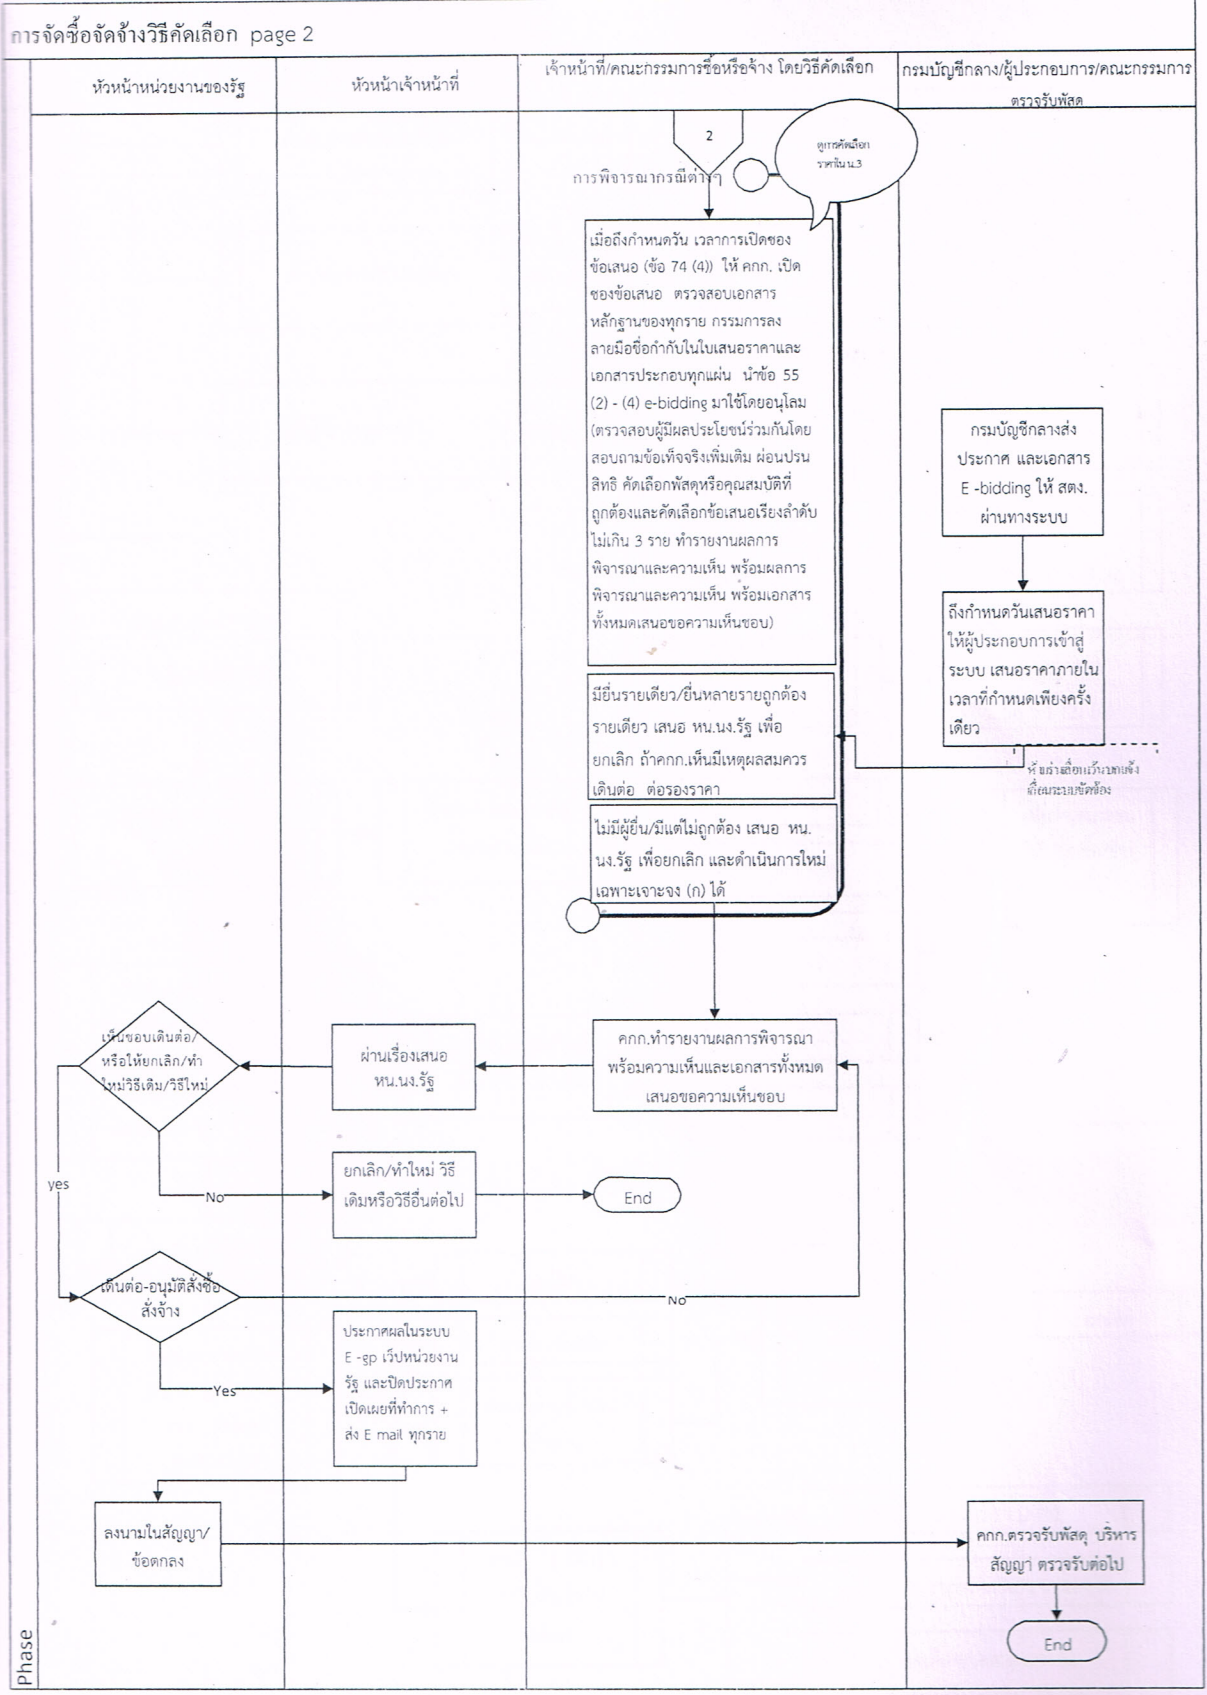 การจัดซื้อจัดจ้างวิธีคัดเลือก page 2
หัวหน้าหน่วยงานของรัฐ
หัวหน้าเจ้าหน้าที่
เจ้าหน้าที่/คณะกรรมการซื้อหรือจ้าง โดยวิธีคัดเลือก
กรมบัญชีกลาง/ผู้ประกอบการ/คณะกรรมการ
ตรวจรับพัสดุ
2
ดูการคัดเลือก
ราคาใน น.3
การพิจารณากรณีต่างๆ
เมื่อถึงกำหนดวัน เวลาการเปิดซอง
ข้อเสนอ (ข้อ 74 (4)) ให้ คกก. เปิด
ซองข้อเสนอ ตรวจสอบเอกสาร
หลักฐานของทุกราย กรรมการลง
ลายมือชื่อกำกับในใบเสนอราคาและ
เอกสารประกอบทุกแผ่น นำข้อ 55
(2) - (4) e-bidding มาใช้โดยอนุโลม
(ตรวจสอบผู้มีผลประโยชน์ร่วมกันโดย
สอบถามข้อเท็จจริงเพิ่มเติม ผ่อนปรน
สิทธิ คัดเลือกพัสดุหรือคุณสมบัติที่
ถูกต้องและคัดเลือกข้อเสนอเรียงลำดับ
ไม่เกิน 3 ราย ทำรายงานผลการ
พิจารณาและความเห็น พร้อมผลการ
พิจารณาและความเห็น พร้อมเอกสาร
ทั้งหมดเสนอขอความเห็นชอบ)
กรมบัญชีกลางส่ง
ประกาศ และเอกสาร
E -bidding ให้ สตง.
ผ่านทางระบบ
ถึงกำหนดวันเสนอราคา
ให้ผู้ประกอบการเข้าสู่
ระบบ เสนอราคาภายใน
เวลาที่กำหนดเพียงครั้ง
เดียว
มียื่นรายเดียว/ยื่นหลายรายถูกต้อง
รายเดียว เสนอ หน.นง.รัฐ เพื่อ
ยกเลิก ถ้าคกก.เห็นมีเหตุผลสมควร
เดินต่อ ต่อรองราคา
ไม่มีผู้ยื่น/มีแต่ไม่ถูกต้อง เสนอ หน.
นง.รัฐ เพื่อยกเลิก และดำเนินการใหม่
เฉพาะเจาะจง (ก) ได้
เห็นชอบเดินต่อ/
หรือให้ยกเลิก/ทำ
ใหม่วิธีเดิม/วิธีใหม่
ผ่านเรื่องเสนอ
หน.นง.รัฐ
คกก.ทำรายงานผลการพิจารณา
พร้อมความเห็นและเอกสารทั้งหมด
เสนอขอความเห็นชอบ
yes
No
ยกเลิก/ทำใหม่ วิธี
เดิมหรือวิธีอื่นต่อไป
End
เดินต่อ-อนุมัติสั่งซื้อ
สั่งจ้าง
No
Yes
ประกาศผลในระบบ
E -gp เว็ปหน่วยงาน
รัฐ และปิดประกาศ
เปิดเผยที่ทำการ +
ส่ง E mail ทุกราย
ลงนามในสัญญา/
ข้อตกลง
คกก.ตรวจรับพัสดุ บริหาร
สัญญา ตรวจรับต่อไป
End
Phase